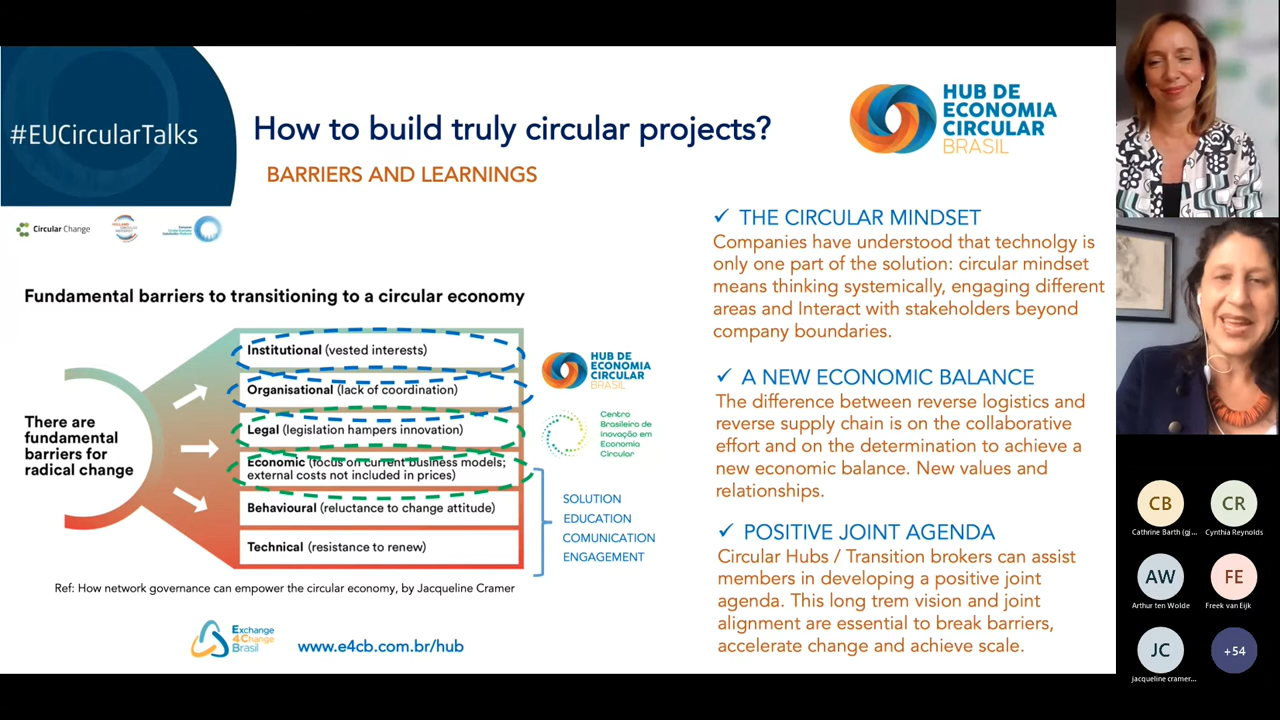 #EUCircularTalks
How to build truly circular projects?
BARRIERS AND LEARNINGS
HUB DE
ECONOMIA
CIRCULAR
BRASIL
Circular Change
Fundamental barriers to transitioning to a circular economy
There are
fundamental
barriers for
radical change
Institutional (vested interests)
Organisational (lack of coordination)
Legal (legislation hampers innovation)
Economic (focus on current business models;
external costs not included in prices)
Behavioural (reluctance to change attitude)
Technical (resistance to renew)
HUB DE
ECONOMIA
CIRCULAR
BRASIL
Centro
Brasileiro de
Inovação em
Economia
Circular
SOLUTION
EDUCATION
COMUNICATION
ENGAGEMENT
Ref: How network governance can empower the circular economy, by Jacqueline Cramer
Exchange
4Change
Brasil
www.e4cb.com.br/hub
✓ THE CIRCULAR MINDSET
Companies have understood that technolgy is
only one part of the solution: circular mindset
means thinking systemically, engaging different
areas and Interact with stakeholders beyond
company boundaries.
✓ A NEW ECONOMIC BALANCE
The difference between reverse logistics and
reverse supply chain is on the collaborative
effort and on the determination to achieve a
new economic balance. New values and
relationships.
✓ POSITIVE JOINT AGENDA
Circular Hubs / Transition brokers can assist
members in developing a positive joint
agenda. This long trem vision and joint
alignment are essential to break barriers,
accelerate change and achieve scale.
CB
CR
Cathrine Barth (gj...
Cynthia Reynolds
AW
FE
Arthur ten Wolde
Freek van Eijk
JC
+54
jacqueline cramer...